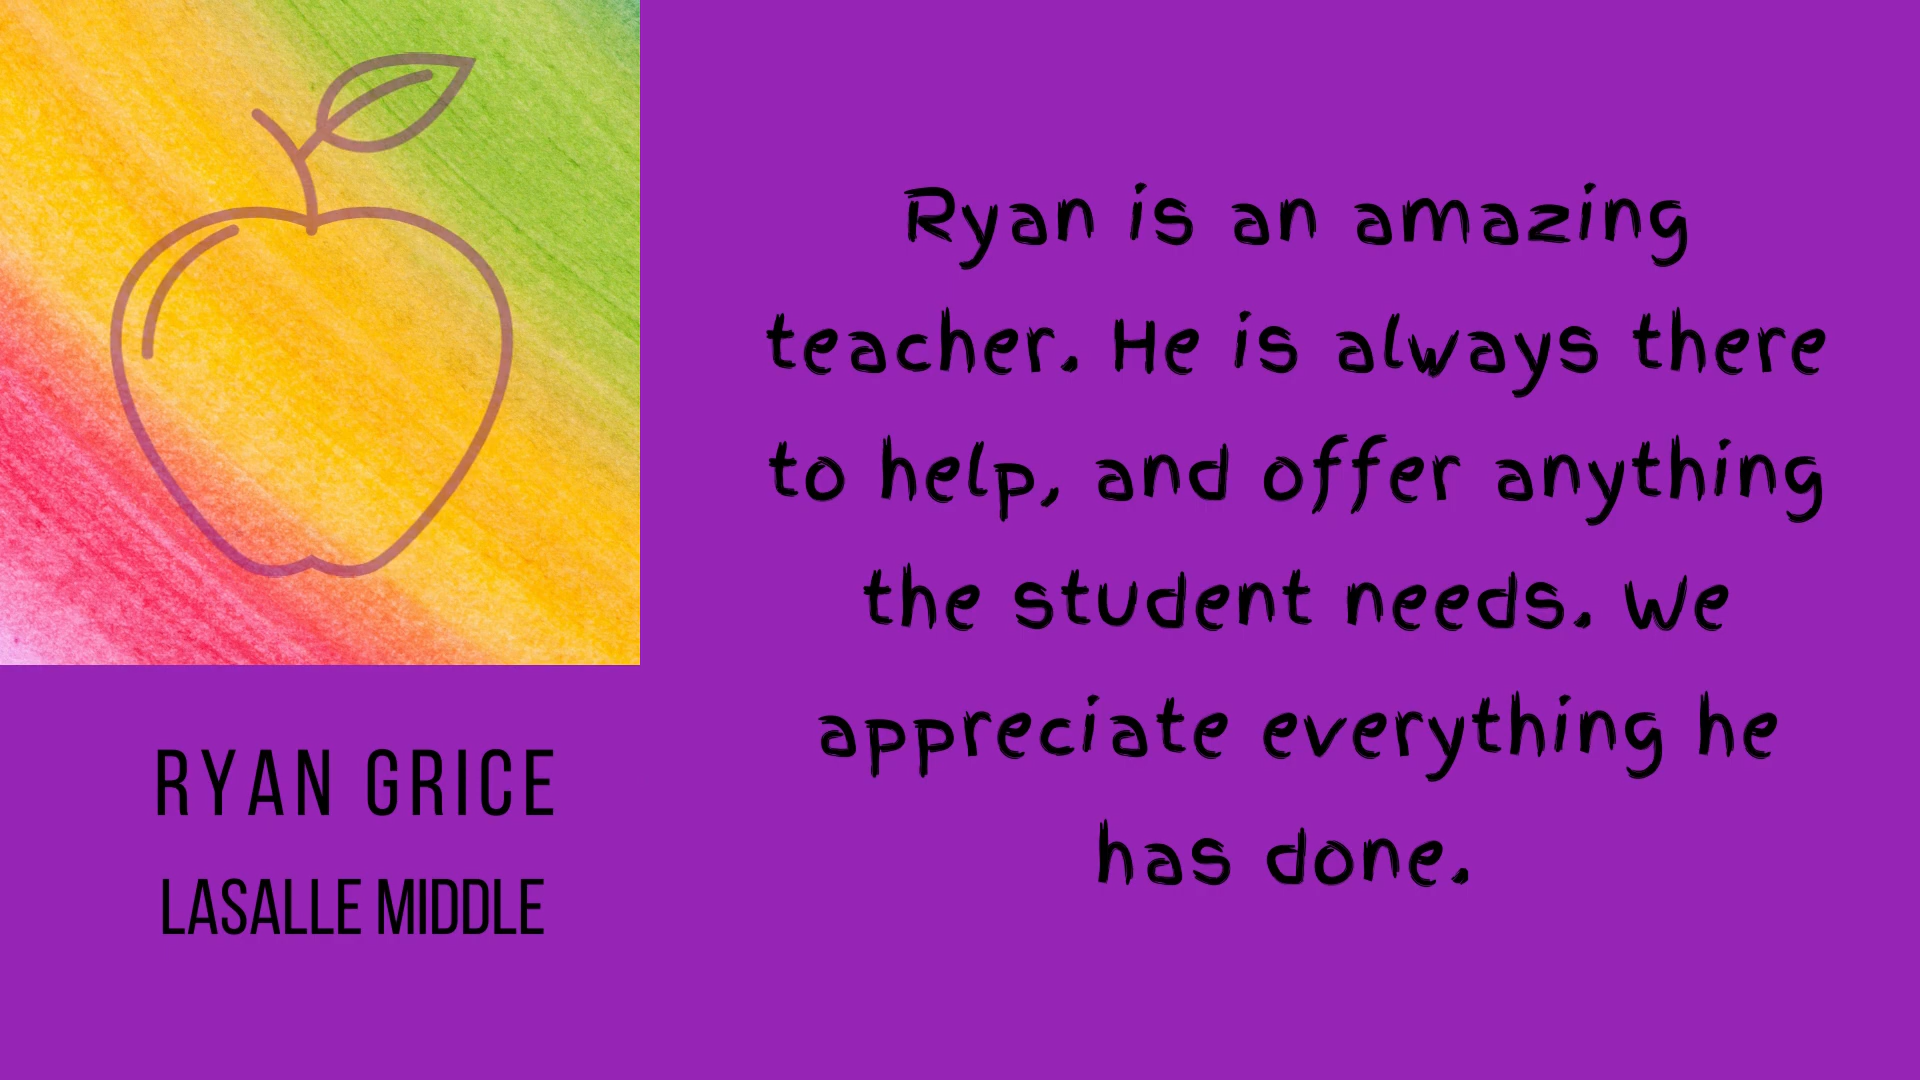 Ryan is an amazing
teacher. He is always there
to help, and offer anything
the student needs. We
appreciate everything he
has done.
RYAN GRICE
LASALLE MIDDLE